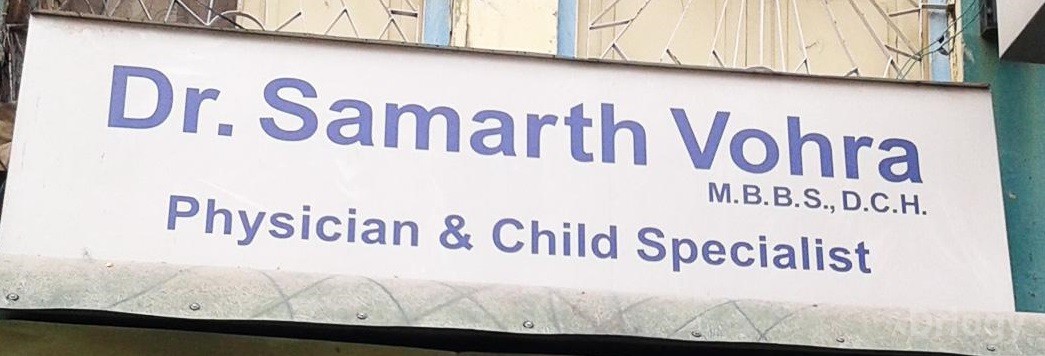 Dr. Samarth Vohra
M.B.B.S., D.C.H.
Physician & Child Specialist